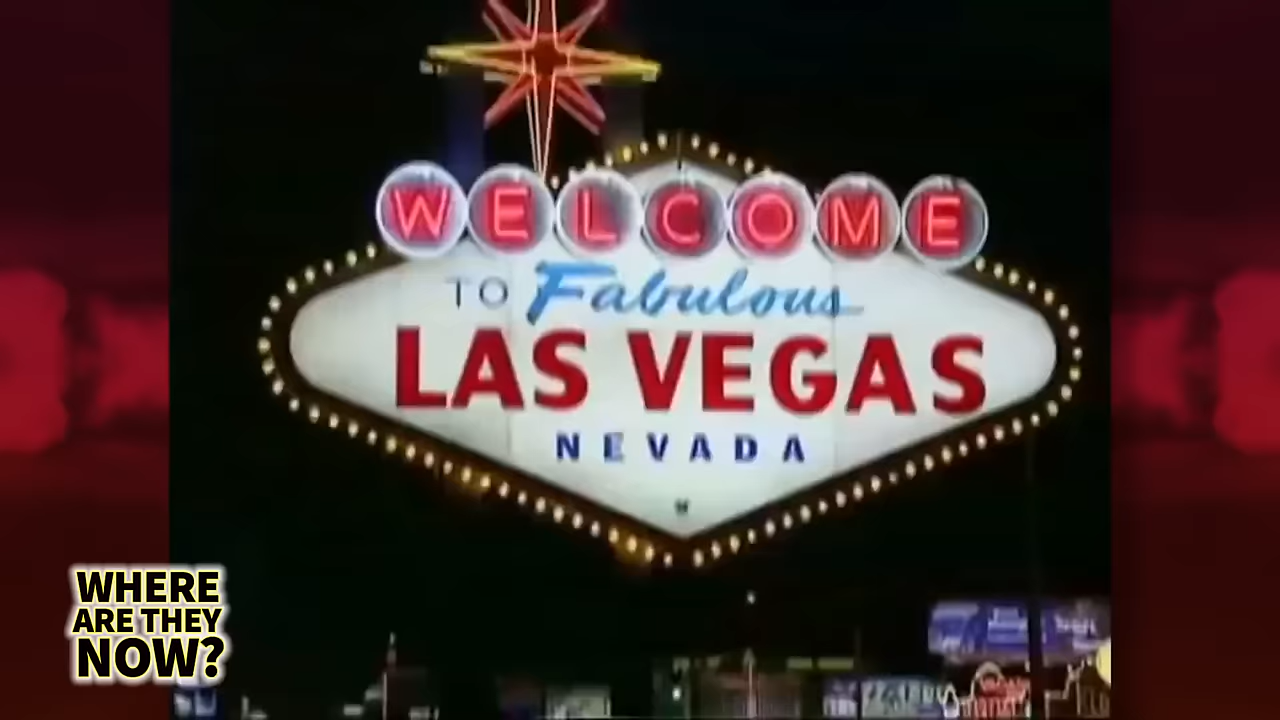 WELCOME
TO Fabulous
LAS VEGAS
NEVADA
WHERE
ARE THEY
NOW?